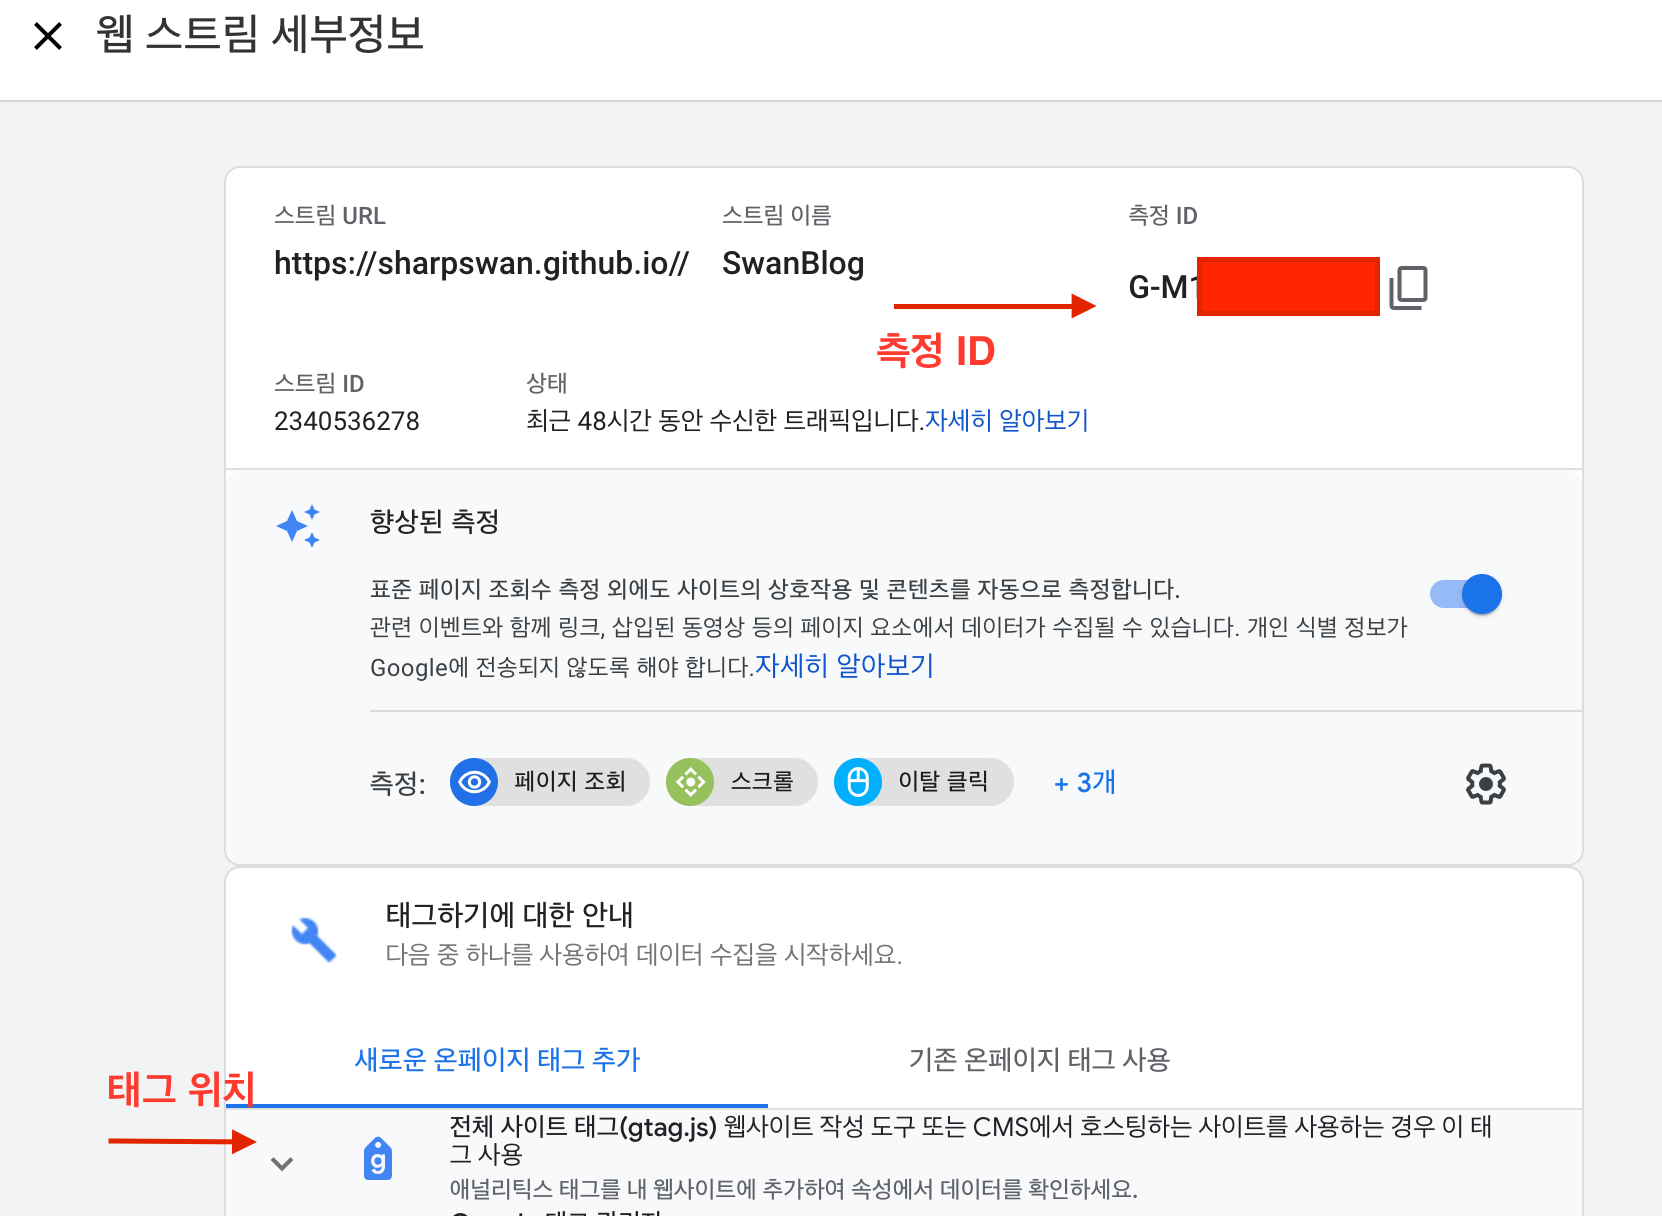 웹 스트림 세부정보
스트림 URL
스트림 이름
측정 ID
https://sharpswan.github.io//
SwanBlog
G-M1
측정 ID
스트림 ID
상태
2340536278
최근 48시간 동안 수신한 트래픽입니다.자세히 알아보기
향상된 측정
표준 페이지 조회수 측정 외에도 사이트의 상호작용 및 콘텐츠를 자동으로 측정합니다.
관련 이벤트와 함께 링크, 삽입된 동영상 등의 페이지 요소에서 데이터가 수집될 수 있습니다. 개인 식별 정보가
Google에 전송되지 않도록 해야 합니다.자세히 알아보기
측정:
페이지 조회
스크롤
이탈 클릭
+ 3개
태그하기에 대한 안내
다음 중 하나를 사용하여 데이터 수집을 시작하세요.
새로운 온페이지 태그 추가
기존 온페이지 태그 사용
태그 위치
전체 사이트 태그(gtag.js) 웹사이트 작성 도구 또는 CMS에서 호스팅하는 사이트를 사용하는 경우 이 태
그 사용
g
애널리틱스 태그를 내 웹사이트에 추가하여 속성에서 데이터를 확인하세요.